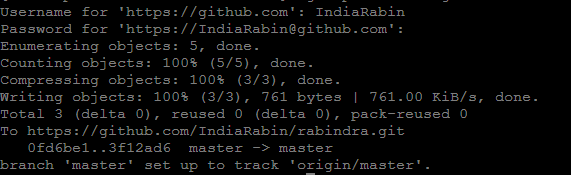 Username for 'https://github.com': IndiaRabin
Password for 'https://IndiaRabin@github.com':
Enumerating objects: 5, done.
Counting objects: 100% (5/5), done.
Compressing objects: 100% (3/3), done.
Writing objects: 100% (3/3), 761 bytes | 761.00 KiB/s, done.
Total 3 (delta 0), reused 0 (delta 0), pack-reused 0
To https://github.com/IndiaRabin/rabindra.git
   0fd6be1..3f12ad6  master -> master
branch 'master' set up to track 'origin/master'.